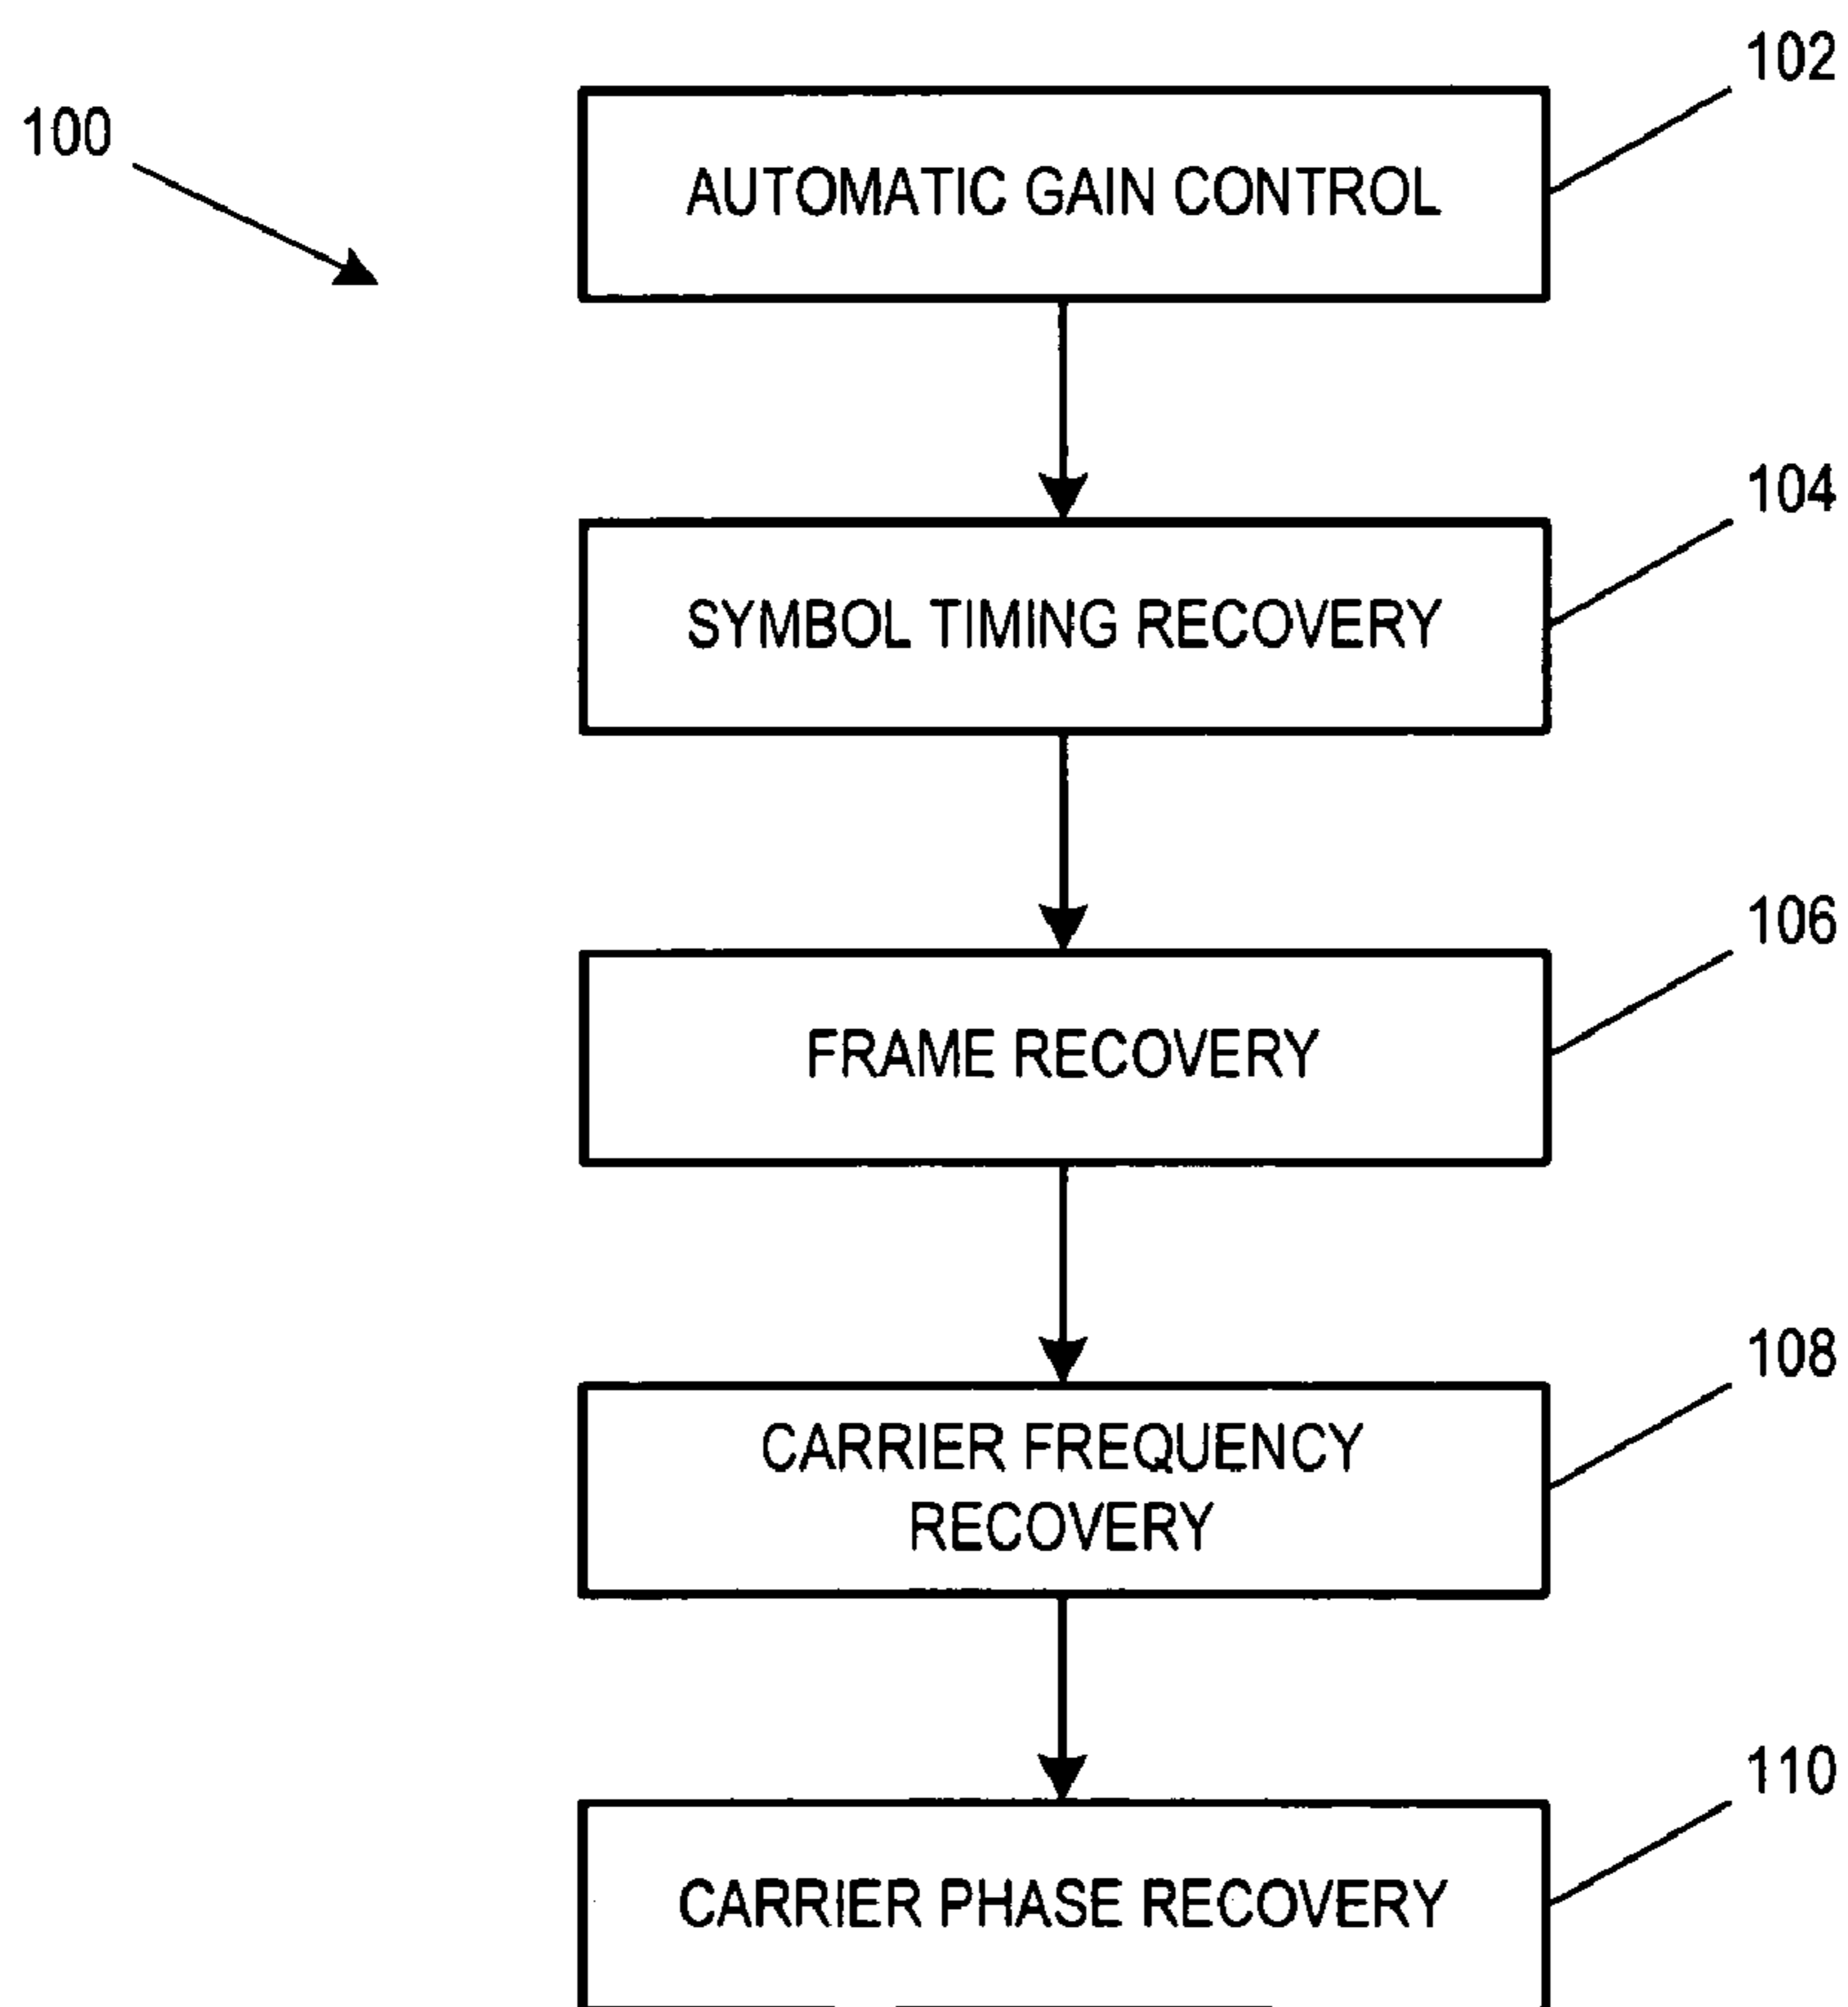 102
100
AUTOMATIC GAIN CONTROL
104
SYMBOL TIMING RECOVERY
106
FRAME RECOVERY
108
CARRIER FREQUENCY
RECOVERY
110
CARRIER PHASE RECOVERY